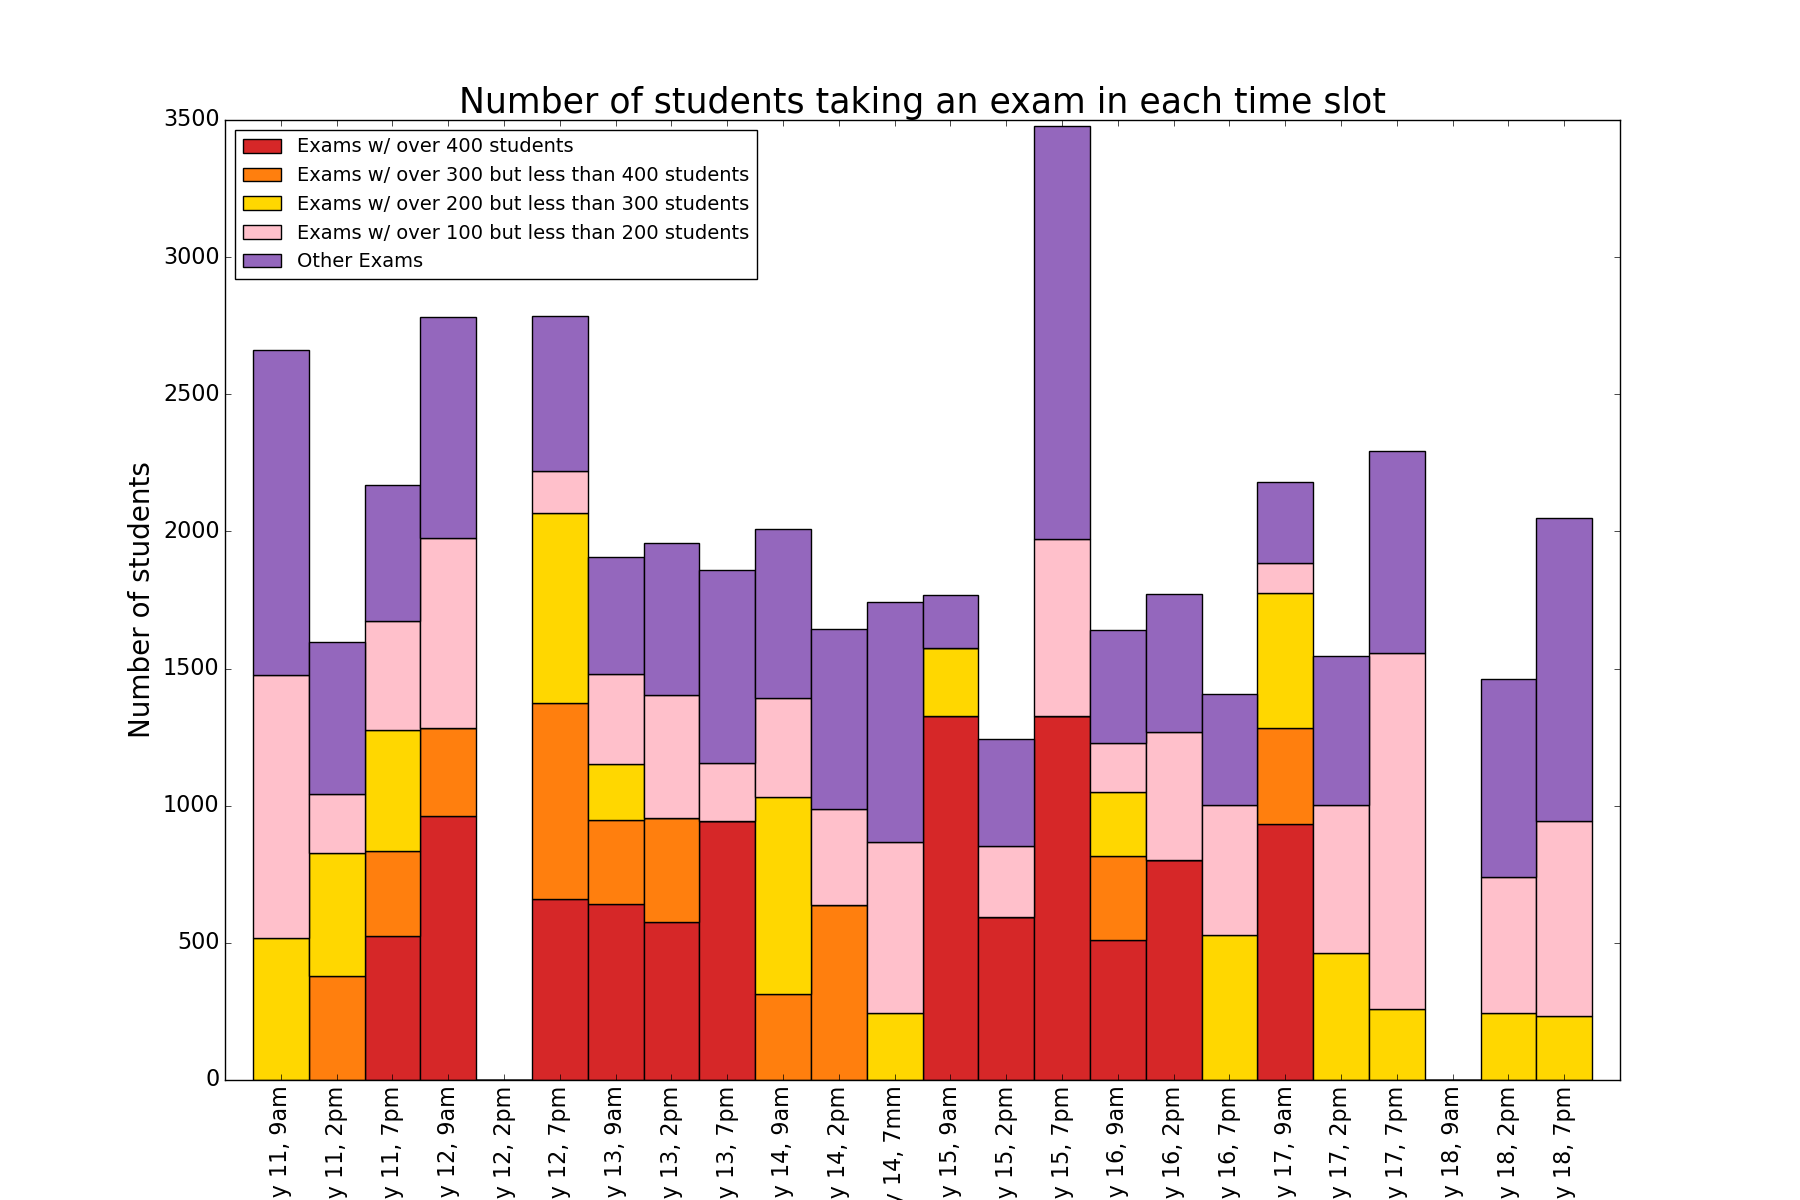 Number of students taking an exam in each time slot
3500
3000
2500
2000
1500
1000
500
0
Number of students
Exams w/ over 400 students
Exams w/ over 300 but less than 400 students
Exams w/ over 200 but less than 300 students
Exams w/ over 100 but less than 200 students
Other Exams
y 11, 9am
y 11, 2pm
y 11, 7pm
y 12, 9am
y 12, 2pm
y 12, 7pm
y 13, 9am
y 13, 2pm
y 13, 7pm
y 14, 9am
y 14, 2pm
y 14, 7mm
y 15, 9am
y 15, 2pm
y 15, 7pm
y 16, 9am
y 16, 2pm
y 16, 7pm
y 17, 9am
y 17, 2pm
y 17, 7pm
y 18, 9am
y 18, 2pm
y 18, 7pm